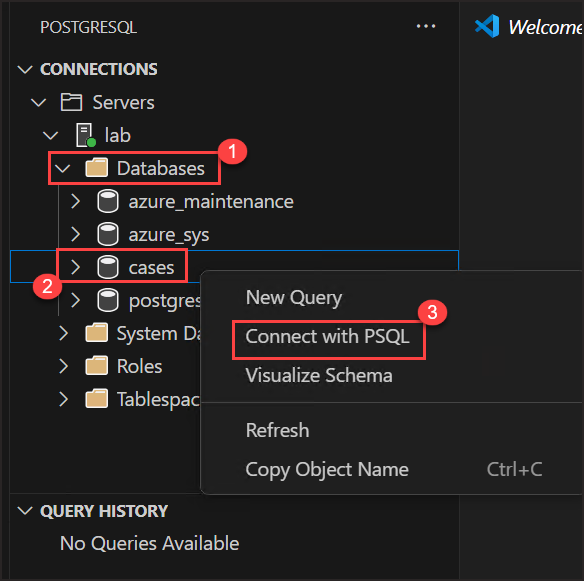 POSTGRESQL
···
Welcome
CONNECTIONS
Servers
lab
Databases
1
azure_maintenance
azure_sys
cases
2
postgres
System Da
Roles
Tablespac
New Query
Connect with PSQL
3
Visualize Schema
Refresh
Copy Object Name Ctrl+C
QUERY HISTORY
No Queries Available